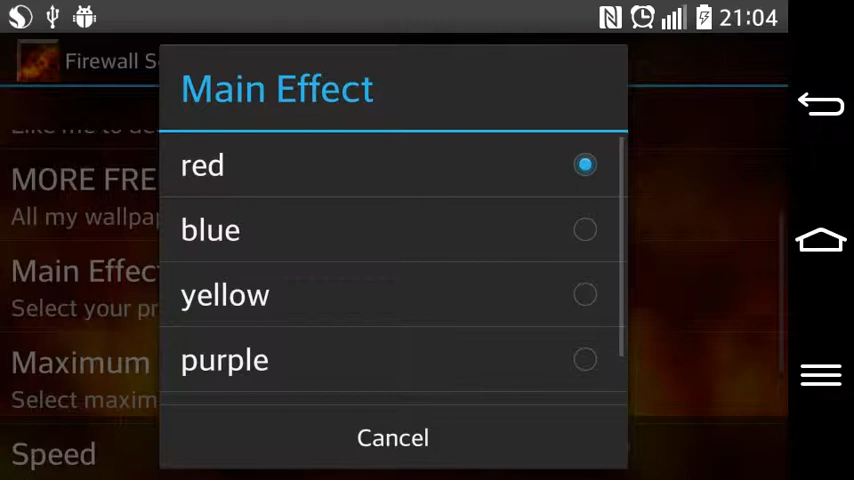 21:04
Firewall S
Main Effect
MORE FRE
All my wallpa
Main Effec
Select your pr
Maximum
Select maxim
Speed
red
blue
yellow
purple
Cancel